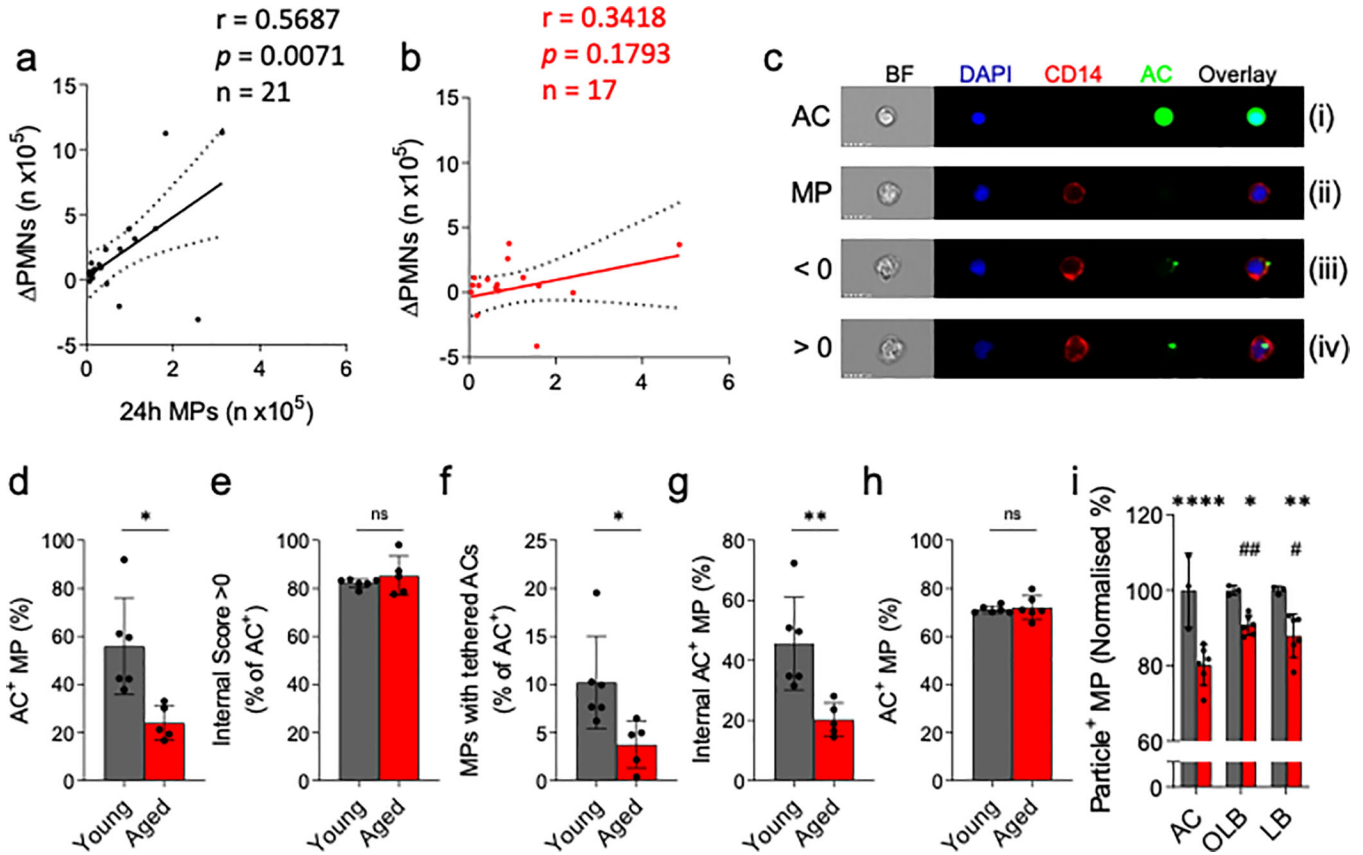 a
r = 0.5687
p = 0.0071
n = 21
ΔPMNs (n x10⁵)
15
10
5
0
-5
0 2 4 6
24h MPs (n x10⁵)
b
r = 0.3418
p = 0.1793
n = 17
ΔPMNs (n x10⁵)
15
10
5
0
-5
0 2 4 6
c
BF DAPI CD14 AC Overlay
AC (i)
MP (ii)
< 0 (iii)
> 0 (iv)
d
AC⁺ MP (%)
100
80
60
40
20
0
*
Young Aged
e
Internal Score >0
(% of AC⁺)
100
80
60
40
20
0
ns
Young Aged
f
MPs with tethered ACs
(% of AC⁺)
25
20
15
10
5
0
*
Young Aged
g
Internal AC⁺ MP (%)
80
60
40
20
0
**
Young Aged
h
AC⁺ MP (%)
100
80
60
40
20
0
ns
Young Aged
i
Particle⁺ MP (Normalised %)
**** * **
## #
120
100
80
60
0
AC OLB LB